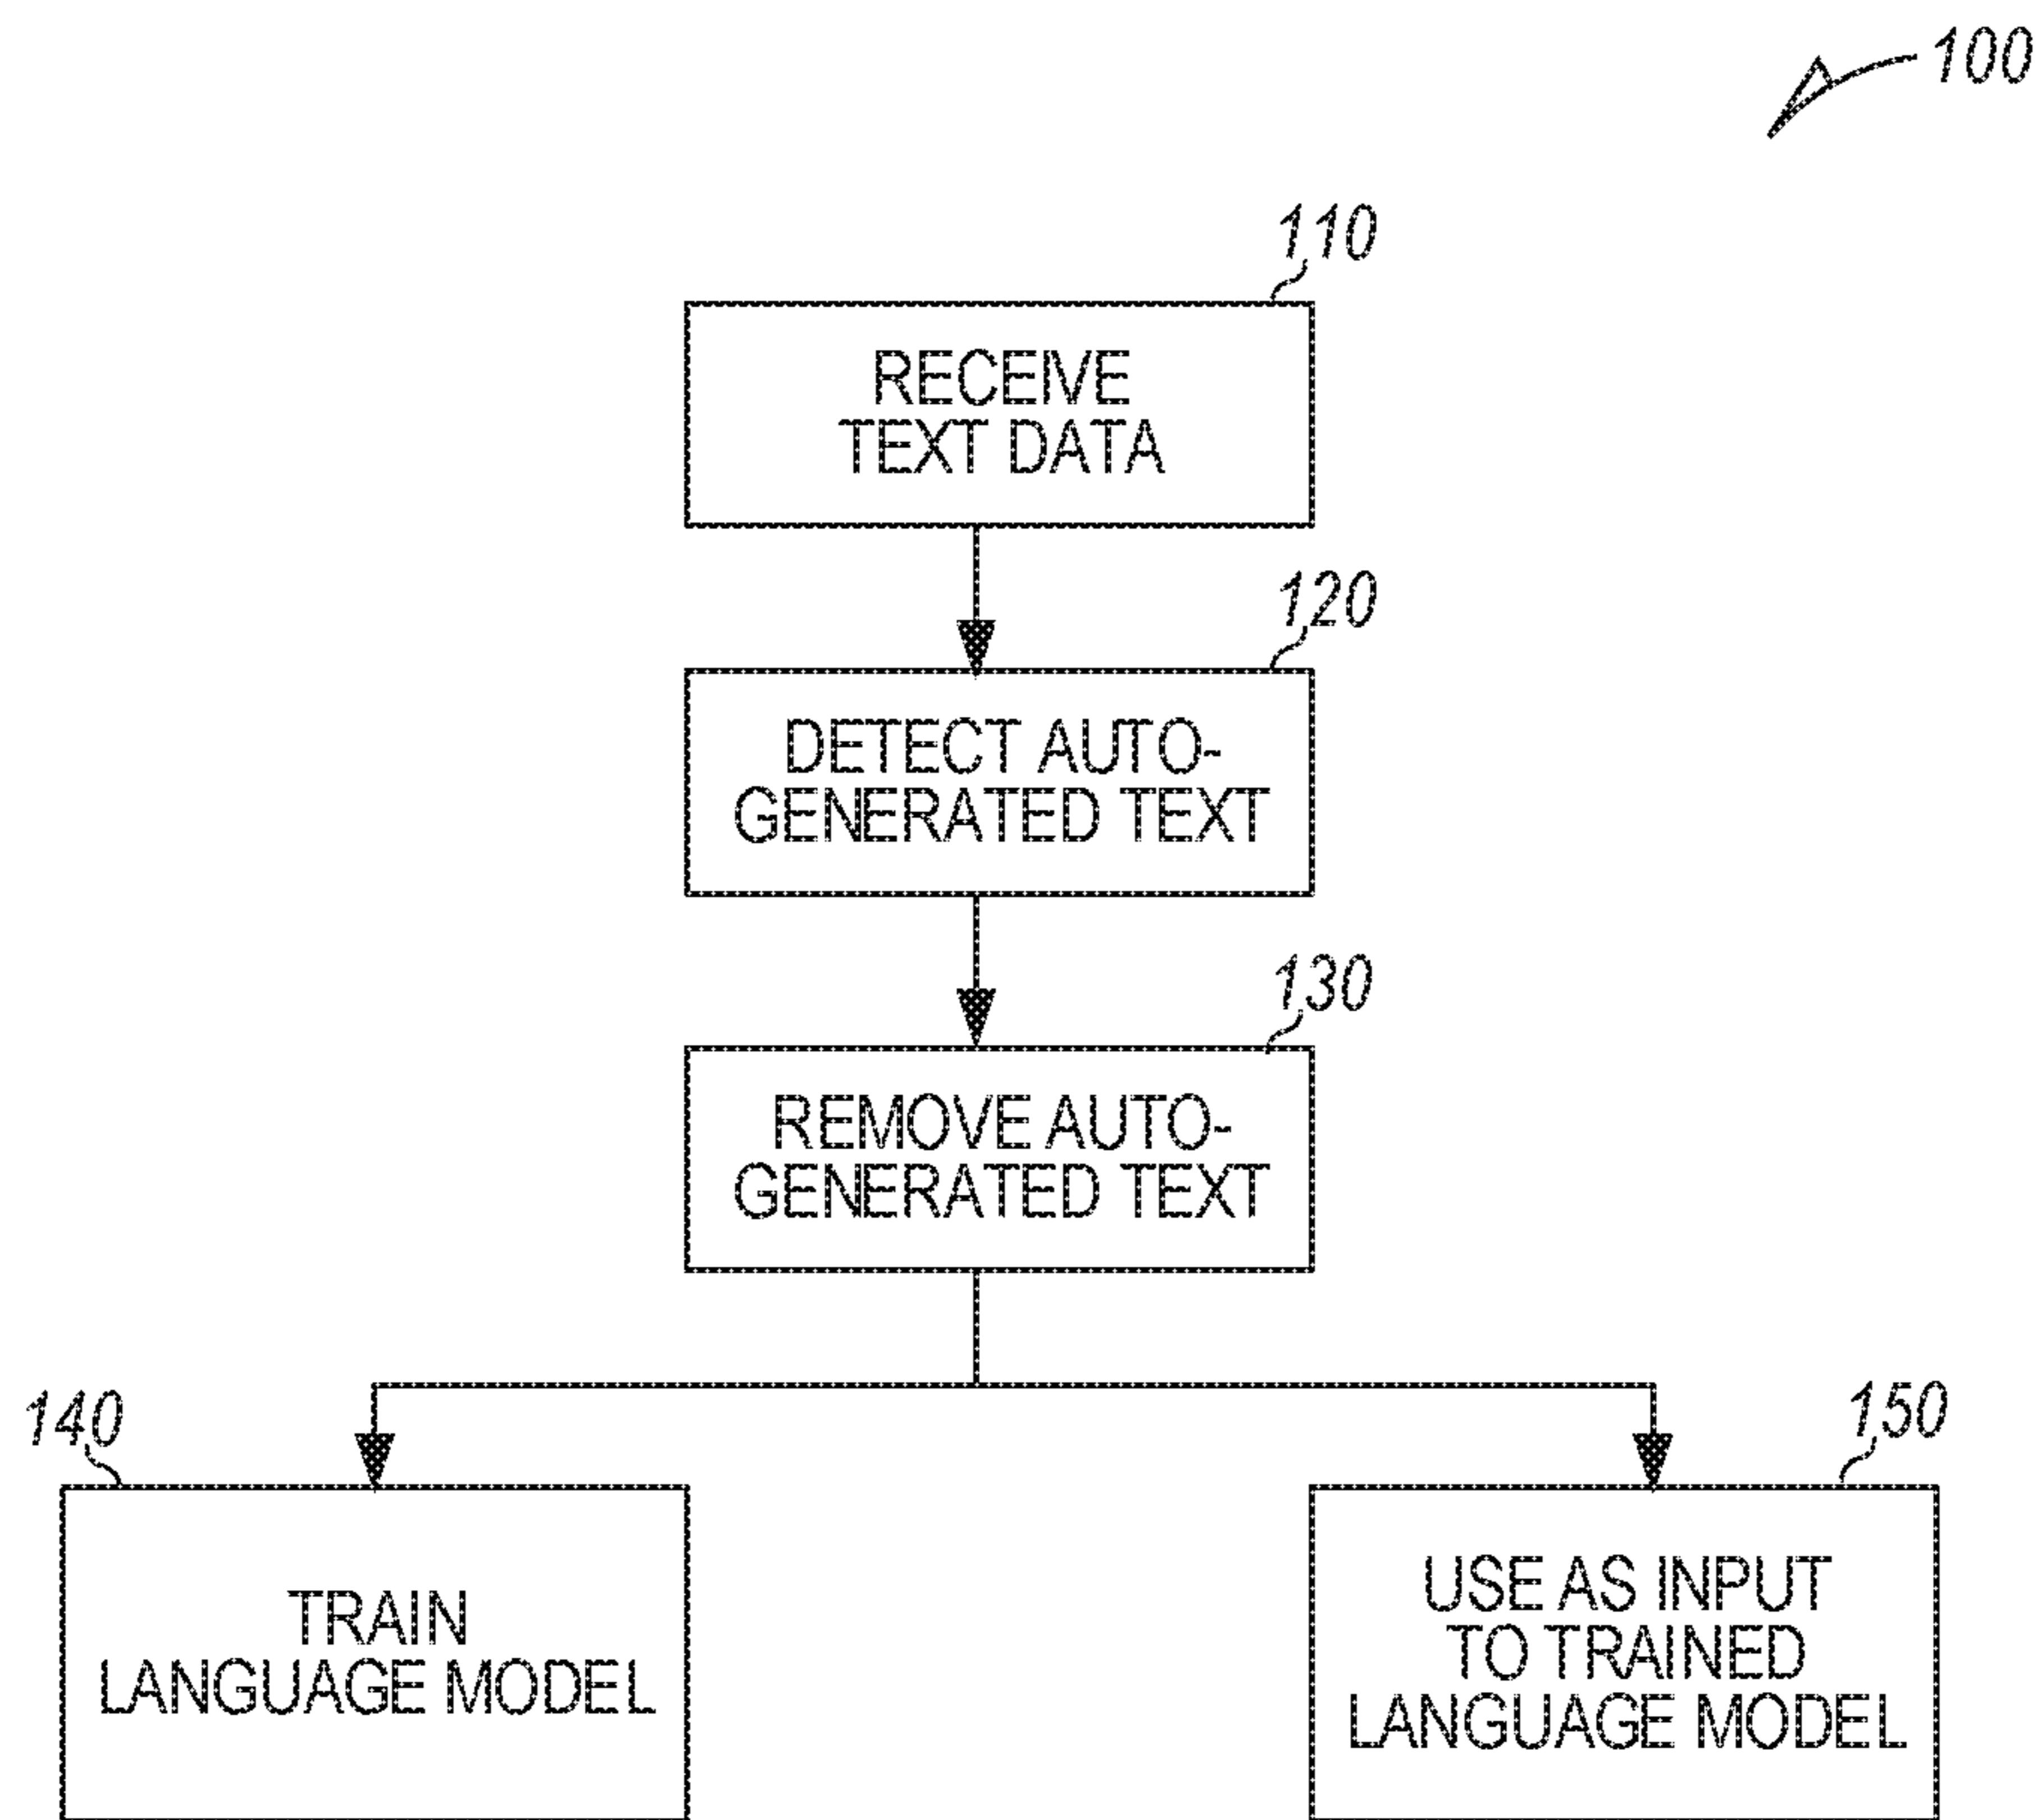 100
110
RECEIVE
TEXT DATA
120
DETECT AUTO-
GENERATED TEXT
130
REMOVE AUTO-
GENERATED TEXT
140
TRAIN
LANGUAGE MODEL
150
USE AS INPUT
TO TRAINED
LANGUAGE MODEL